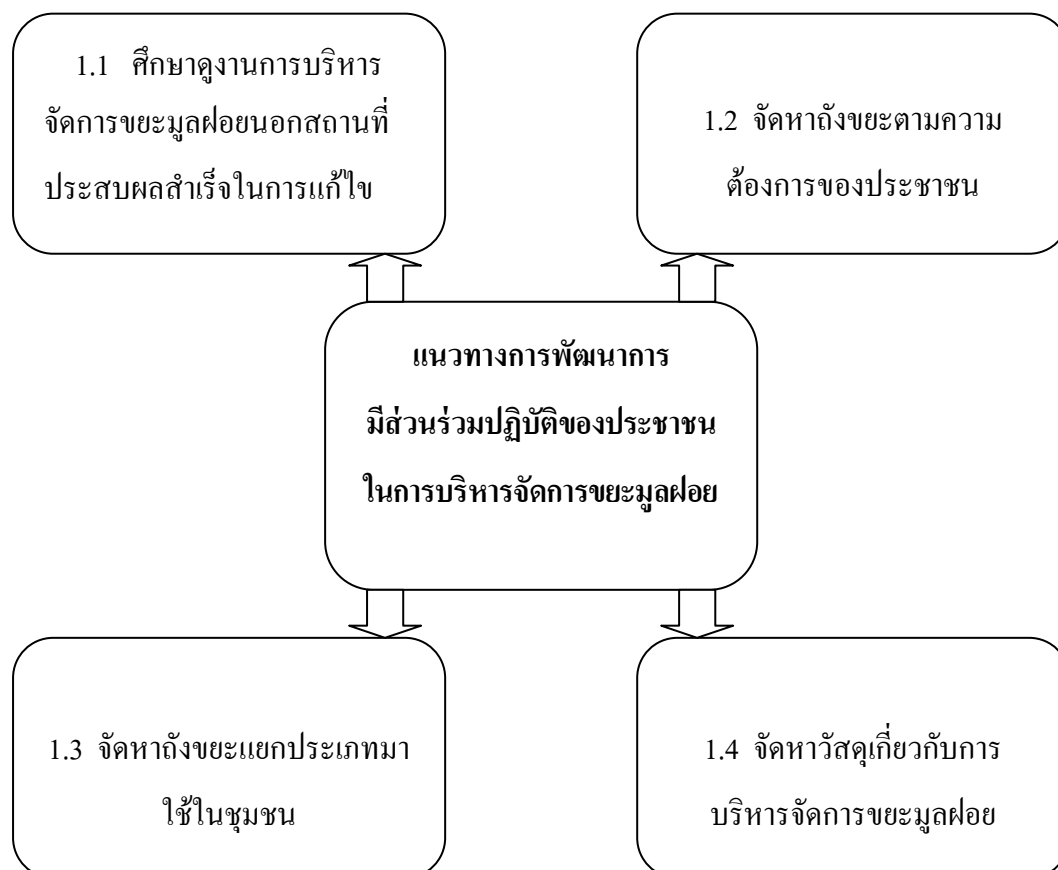 1.1 ศึกษาดูงานการบริหาร
จัดการขยะมูลฝอยนอกสถานที่
ประสบผลสำเร็จในการแก้ไข
1.2 จัดหาถังขยะตามความ
ต้องการของประชาชน
แนวทางการพัฒนาการ
มีส่วนร่วมปฏิบัติของประชาชน
ในการบริหารจัดการขยะมูลฝอย
1.3 จัดหาถังขยะแยกประเภทมา
ใช้ในชุมชน
1.4 จัดหาวัสดุเกี่ยวกับการ
บริหารจัดการขยะมูลฝอย